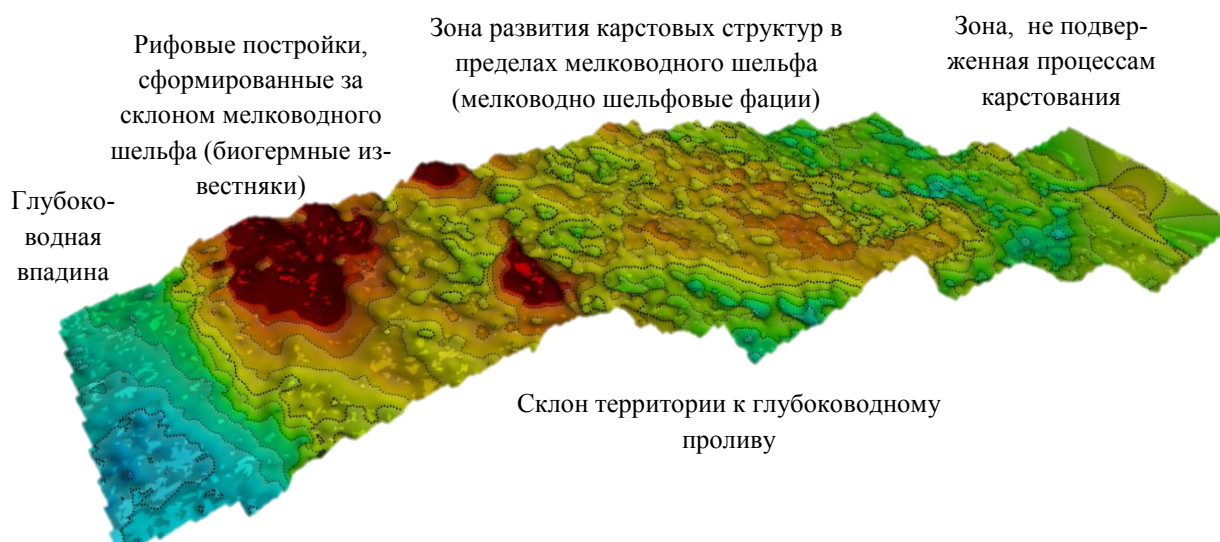 Глубоко-
водная
впадина
Рифовые постройки,
сформированные за
склоном мелководного
шельфа (биогермные из-
вестняки)
Зона развития карстовых структур в
пределах мелководного шельфа
(мелководно шельфовые фации)
Зона, не подвер-
женная процессам
карстования
Склон территории к глубоководному
проливу